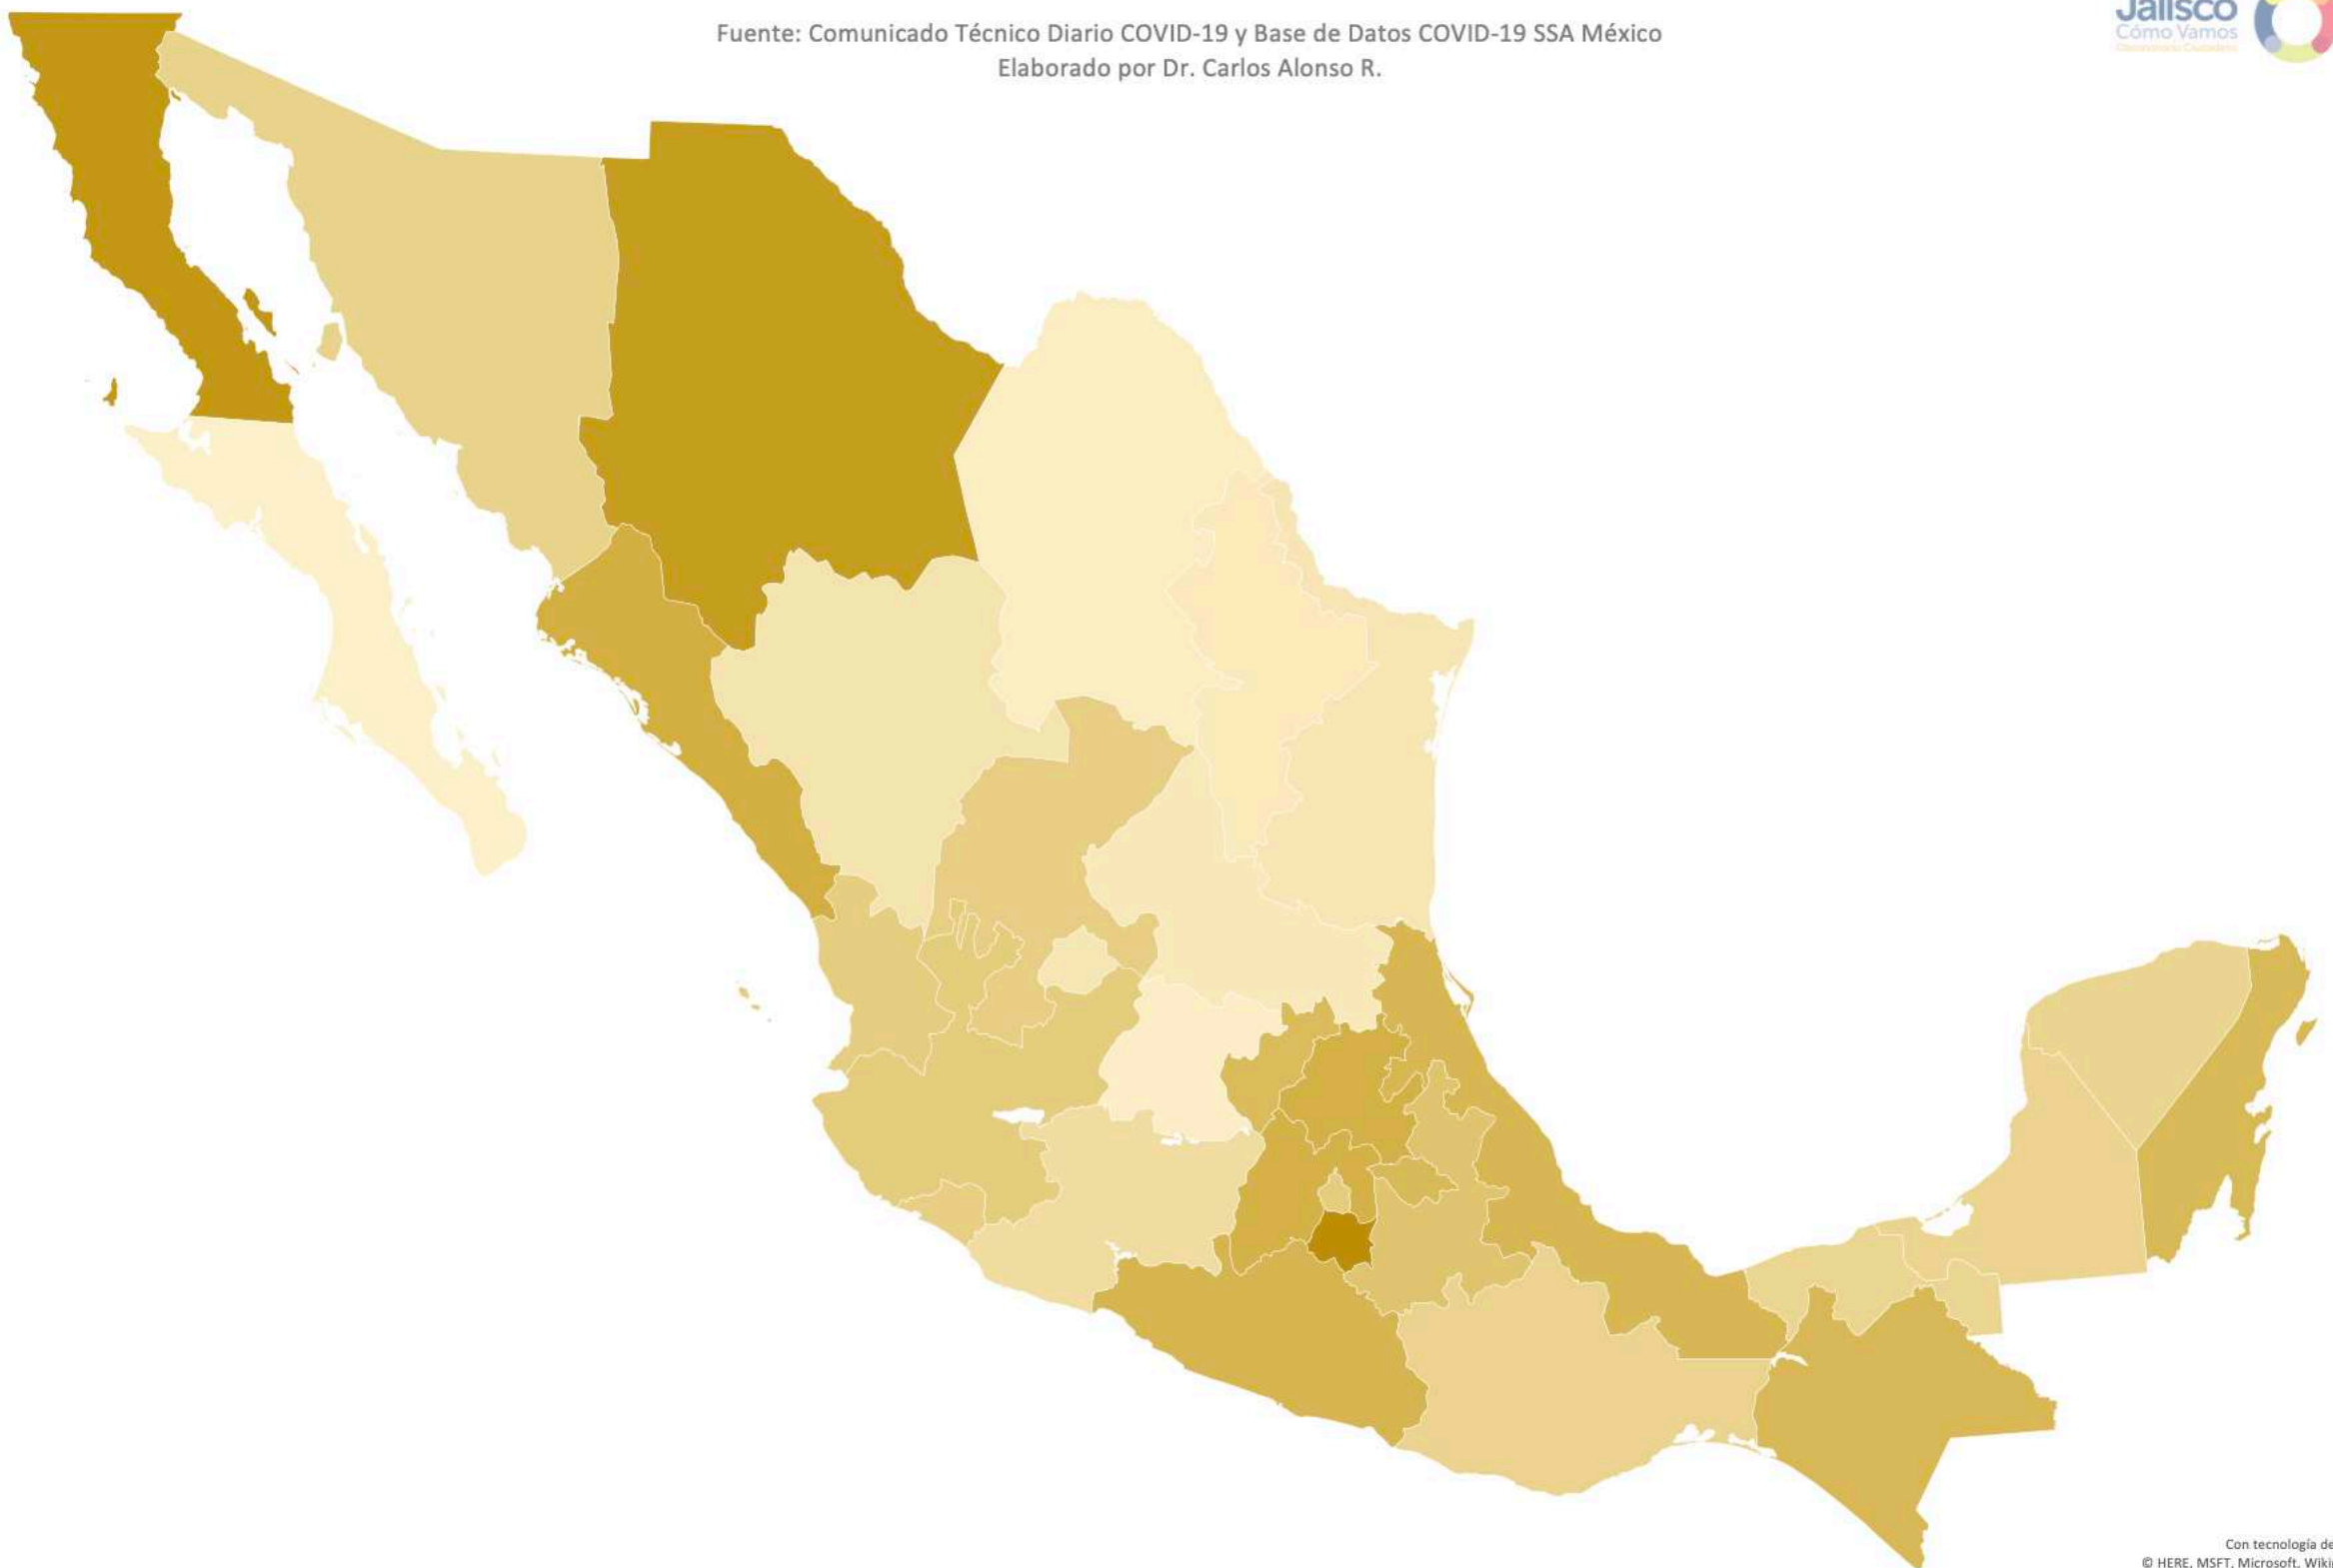 Fuente: Comunicado Técnico Diario COVID-19 y Base de Datos COVID-19 SSA México
Elaborado por Dr. Carlos Alonso R.
Jalisco
Cómo Vamos
Con tecnología de
© HERE, MSFT, Microsoft, Wiki